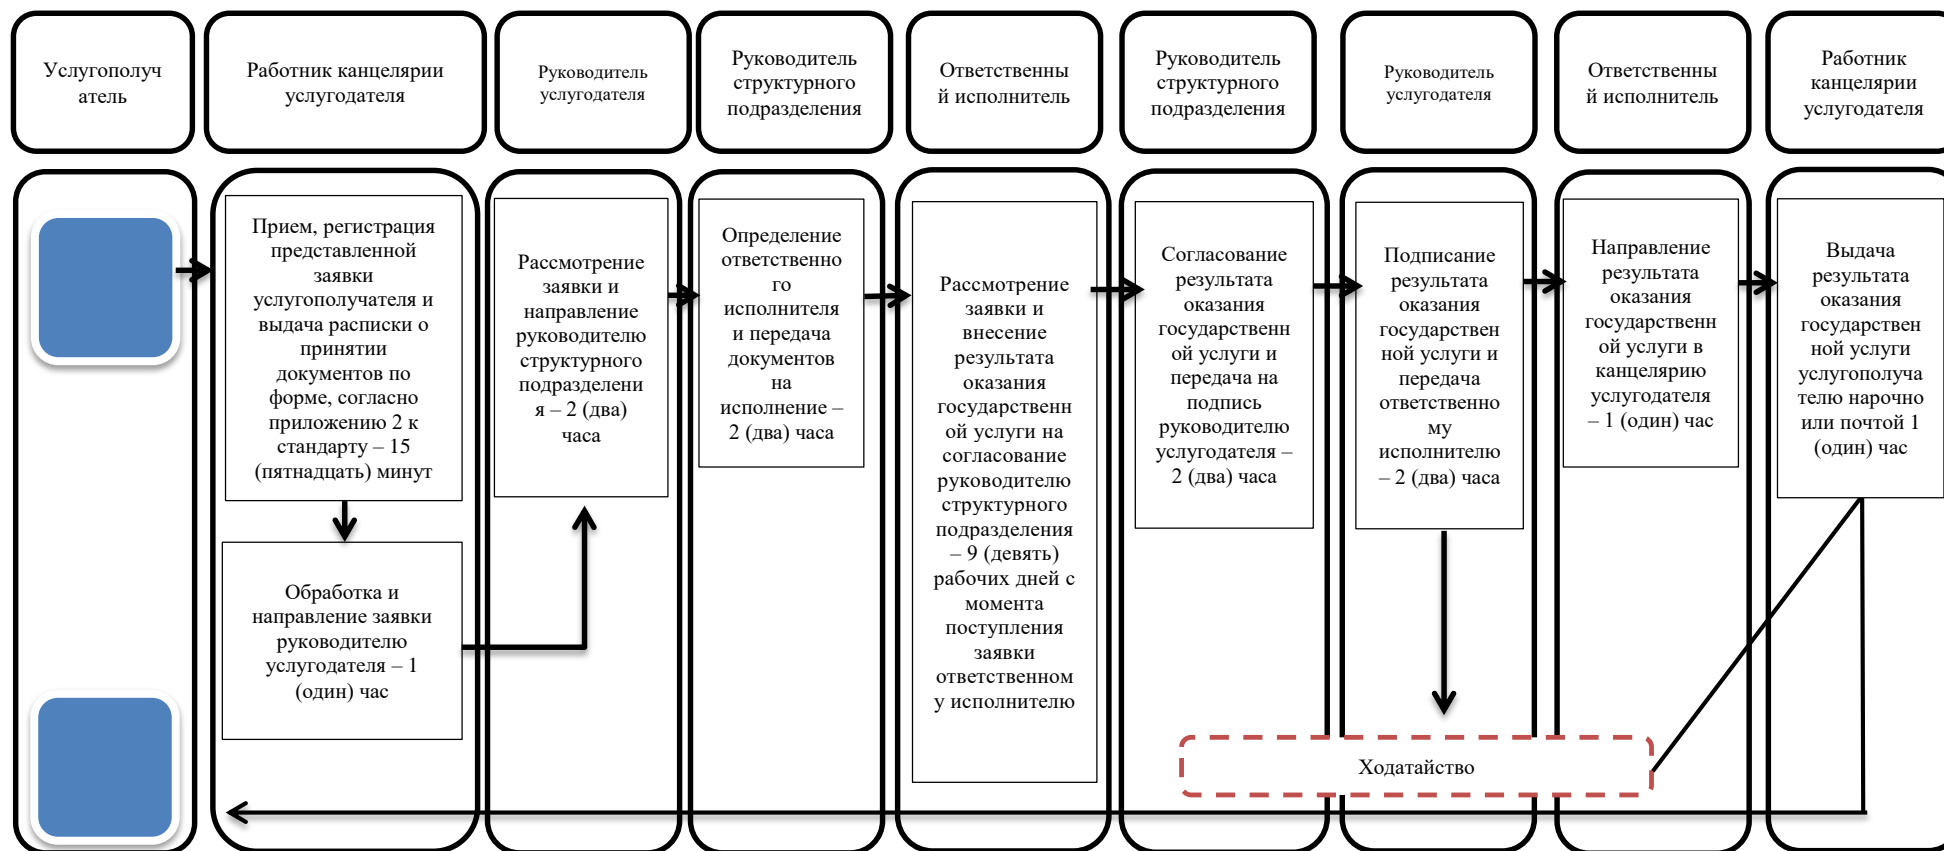 Услугополуч
атель
Работник канцелярии
услугодателя
Руководитель
услугодателя
Руководитель
структурного
подразделения
Ответственны
й исполнитель
Руководитель
структурного
подразделения
Руководитель
услугодателя
Ответственны
й исполнитель
Работник
канцелярии
услугодателя
Прием, регистрация
представленной
заявки
услугополучателя и
выдача расписки о
принятии
документов по
форме, согласно
приложению 2 к
стандарту – 15
(пятнадцать) минут
Обработка и
направление заявки
руководителю
услугодателя – 1
(один) час
Рассмотрение
заявки и
направление
руководителю
структурного
подразделени
я – 2 (два)
часа
Определение
ответственно
го
исполнителя
и передача
документов
на
исполнение –
2 (два) часа
Рассмотрение
заявки и
внесение
результата
оказания
государственн
ой услуги на
согласование
руководителю
структурного
подразделения
– 9 (девять)
рабочих дней с
момента
поступления
заявки
ответственном
у исполнителю
Согласование
результата
оказания
государственн
ой услуги и
передача на
подпись
руководителю
услугодателя –
2 (два) часа
Подписание
результата
оказания
государствен
ной услуги и
передача
ответственно
му
исполнителю
– 2 (два) часа
Направление
результата
оказания
государственн
ой услуги в
канцелярию
услугодателя
– 1 (один) час
Выдача
результата
оказания
государствен
ной услуги
услугополуча
телю нарочно
или почтой 1
(один) час
Ходатайство